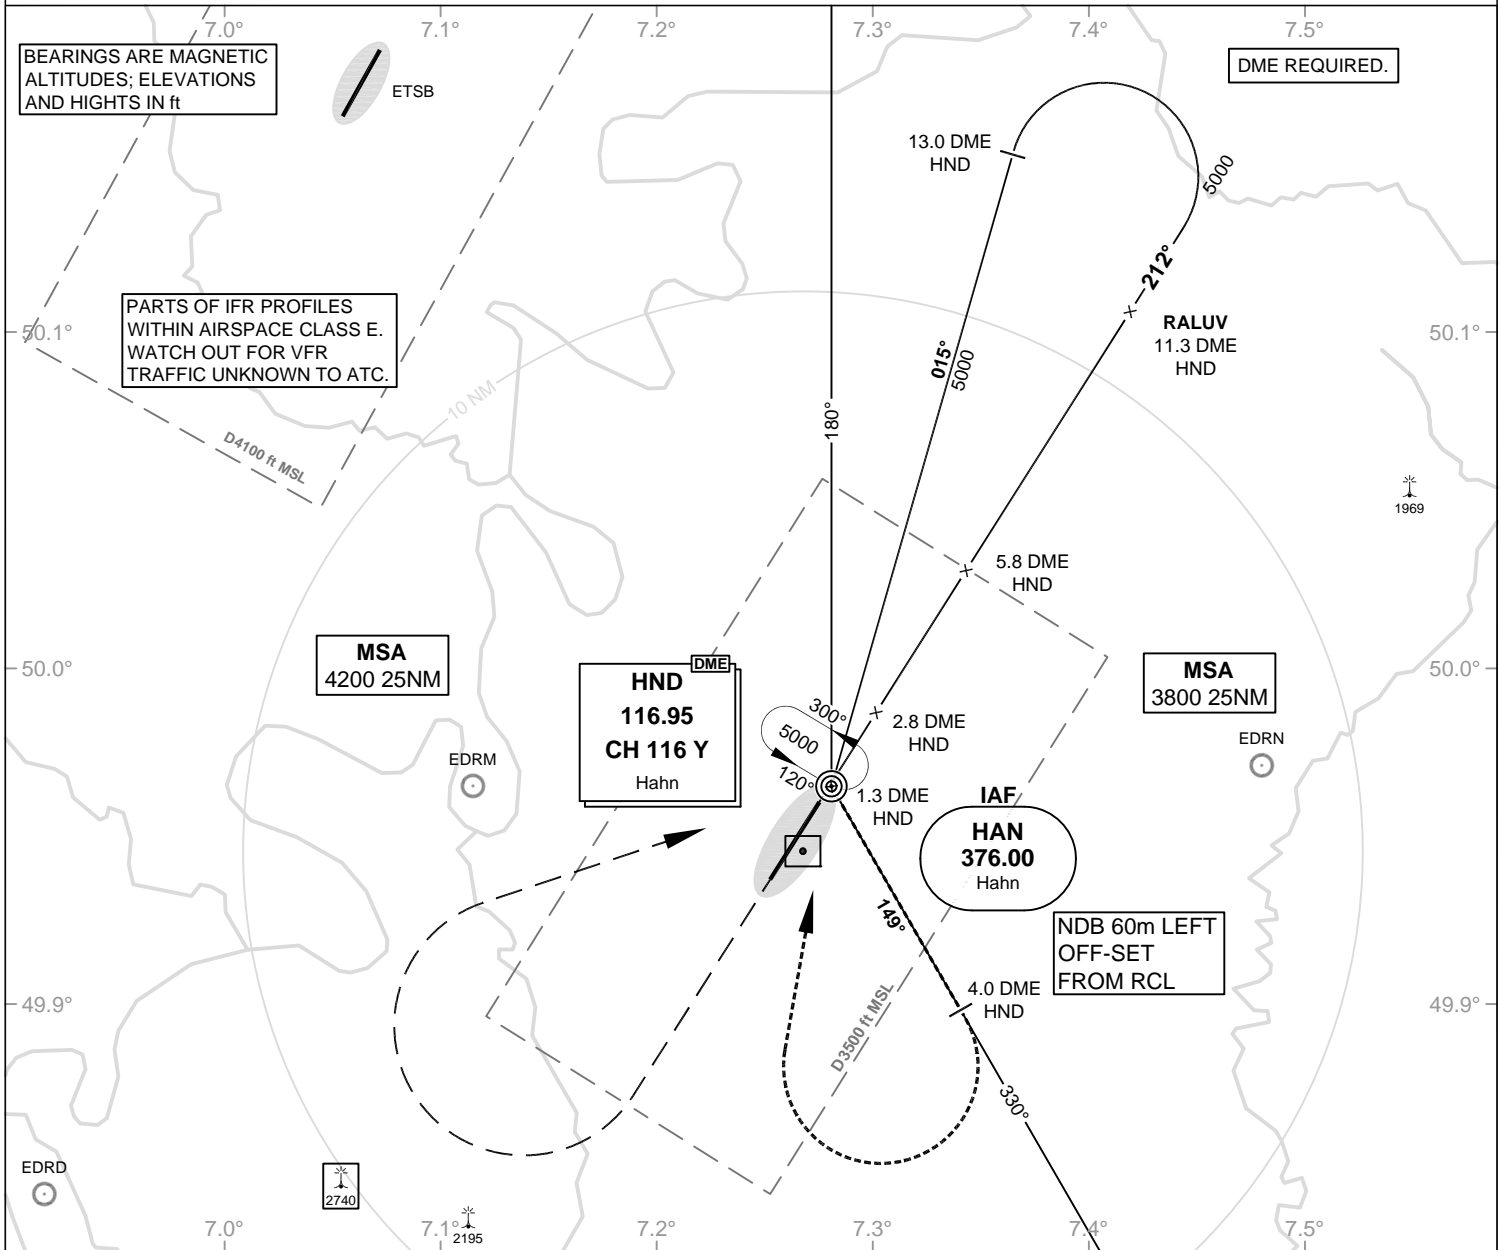 7.0°
7.1°
7.2°
7.3°
7.4°
7.5°
BEARINGS ARE MAGNETIC
ALTITUDES; ELEVATIONS
AND HIGHTS IN ft
ETSB
DME REQUIRED.
13.0 DME
HND
5000
212°
PARTS OF IFR PROFILES
WITHIN AIRSPACE CLASS E.
WATCH OUT FOR VFR
TRAFFIC UNKNOWN TO ATC.
50.1°
50.1°
RALUV
11.3 DME
HND
015°
5000
10 NM
180°
D4100 ft MSL
1969
5.8 DME
HND
MSA
4200 25NM
50.0°
50.0°
DME
HND
116.95
CH 116 Y
Hahn
MSA
3800 25NM
300°
5000
120°
2.8 DME
HND
EDRM
EDRN
1.3 DME
HND
IAF
HAN
376.00
Hahn
149°
NDB 60m LEFT
OFF-SET
FROM RCL
49.9°
49.9°
4.0 DME
HND
D3500 ft MSL
330°
EDRD
2740
2195
7.0°
7.1°
7.2°
7.3°
7.4°
7.5°